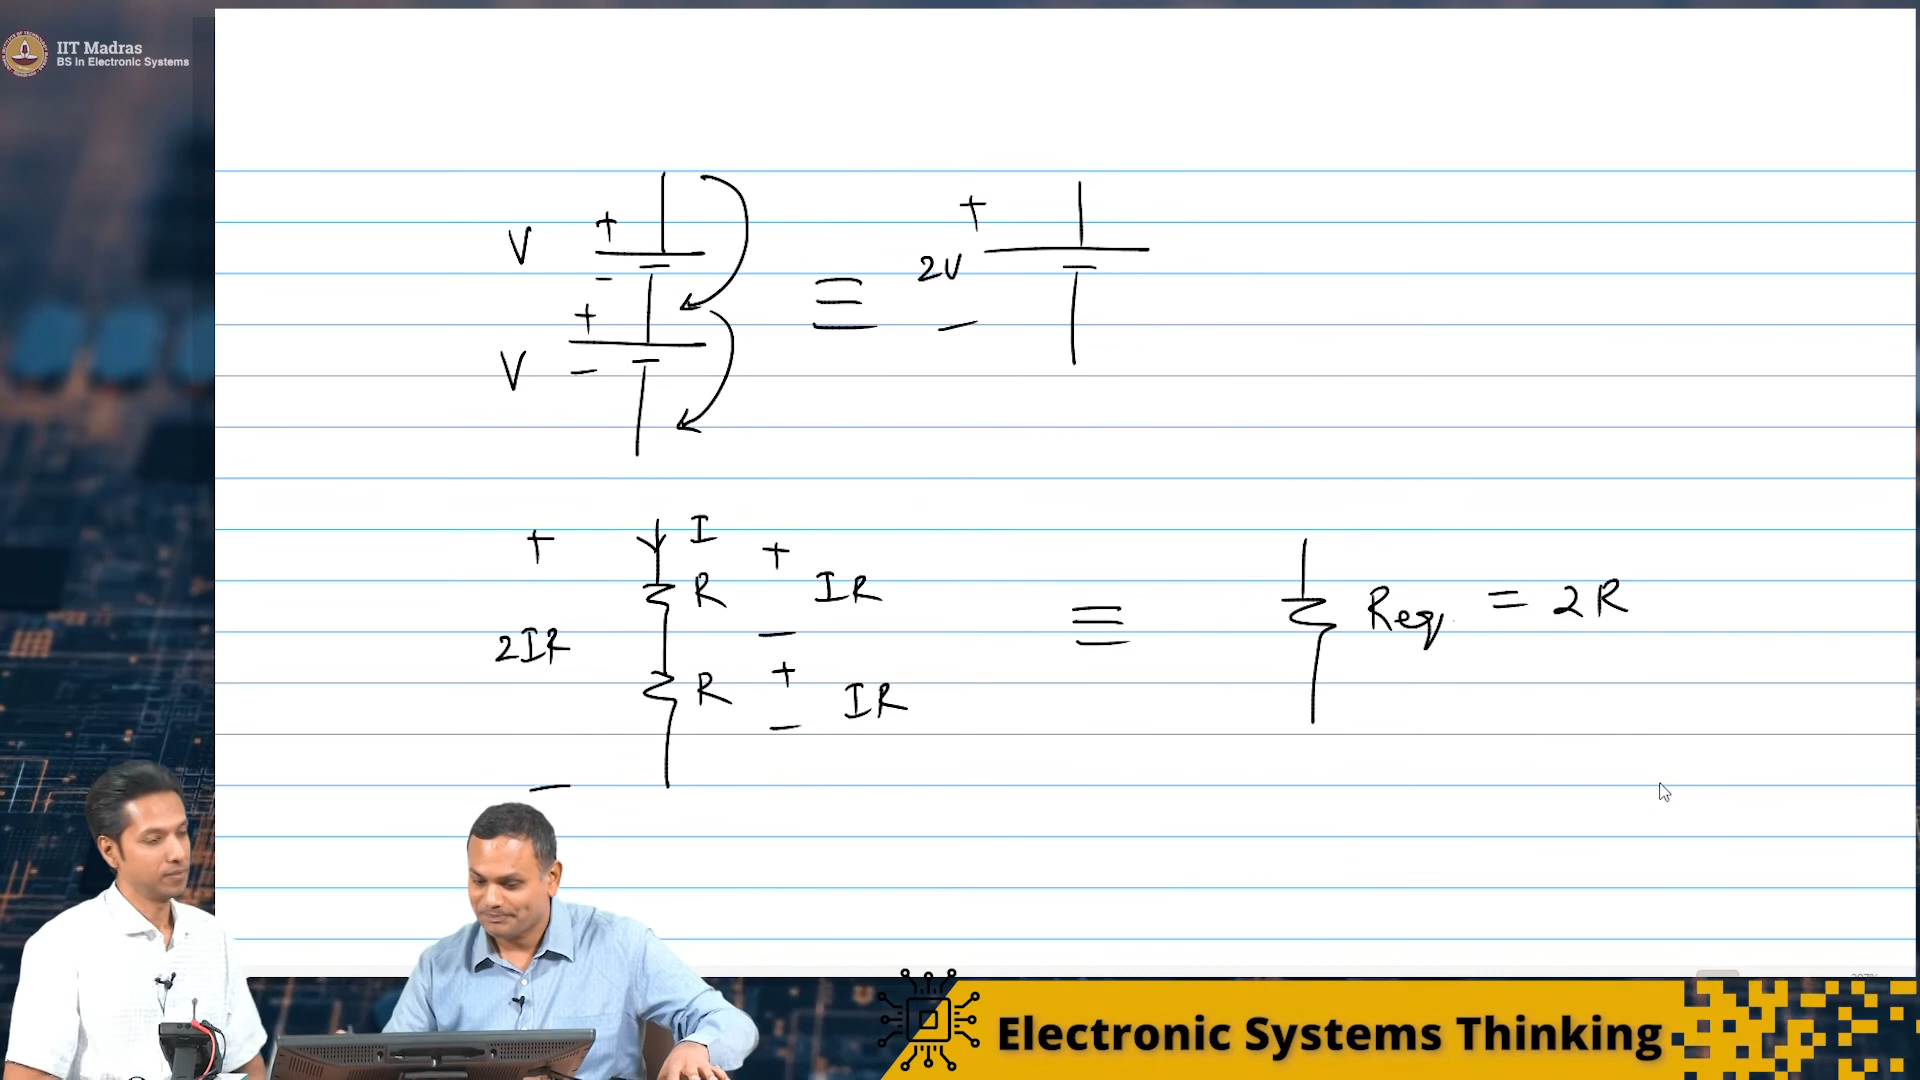 IIT Madras
BS in Electronic Systems
+
V
-
+
V
-
≡
+
2V
-
+
2IR
-
I
R
+
IR
-
R
+
IR
-
≡
Req = 2R
Electronic Systems Thinking